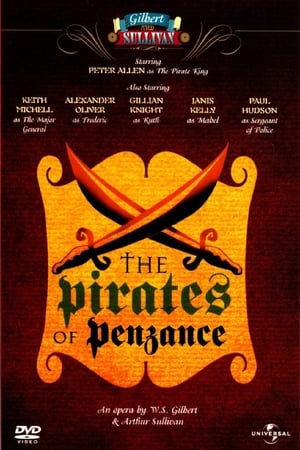 Gilbert
AND
SULLIVAN
Starring
PETER ALLEN as The Pirate King
Also Starring
KEITH MICHELL as The Major General
ALEXANDER OLIVER as Frederic
GILLIAN KNIGHT as Ruth
JANIS KELLY as Mabel
PAUL HUDSON as Sergeant of Police
THE
Pirates
OF Penzance
An opera by W.S. Gilbert
& Arthur Sullivan
DVD
VIDEO
UNIVERSAL